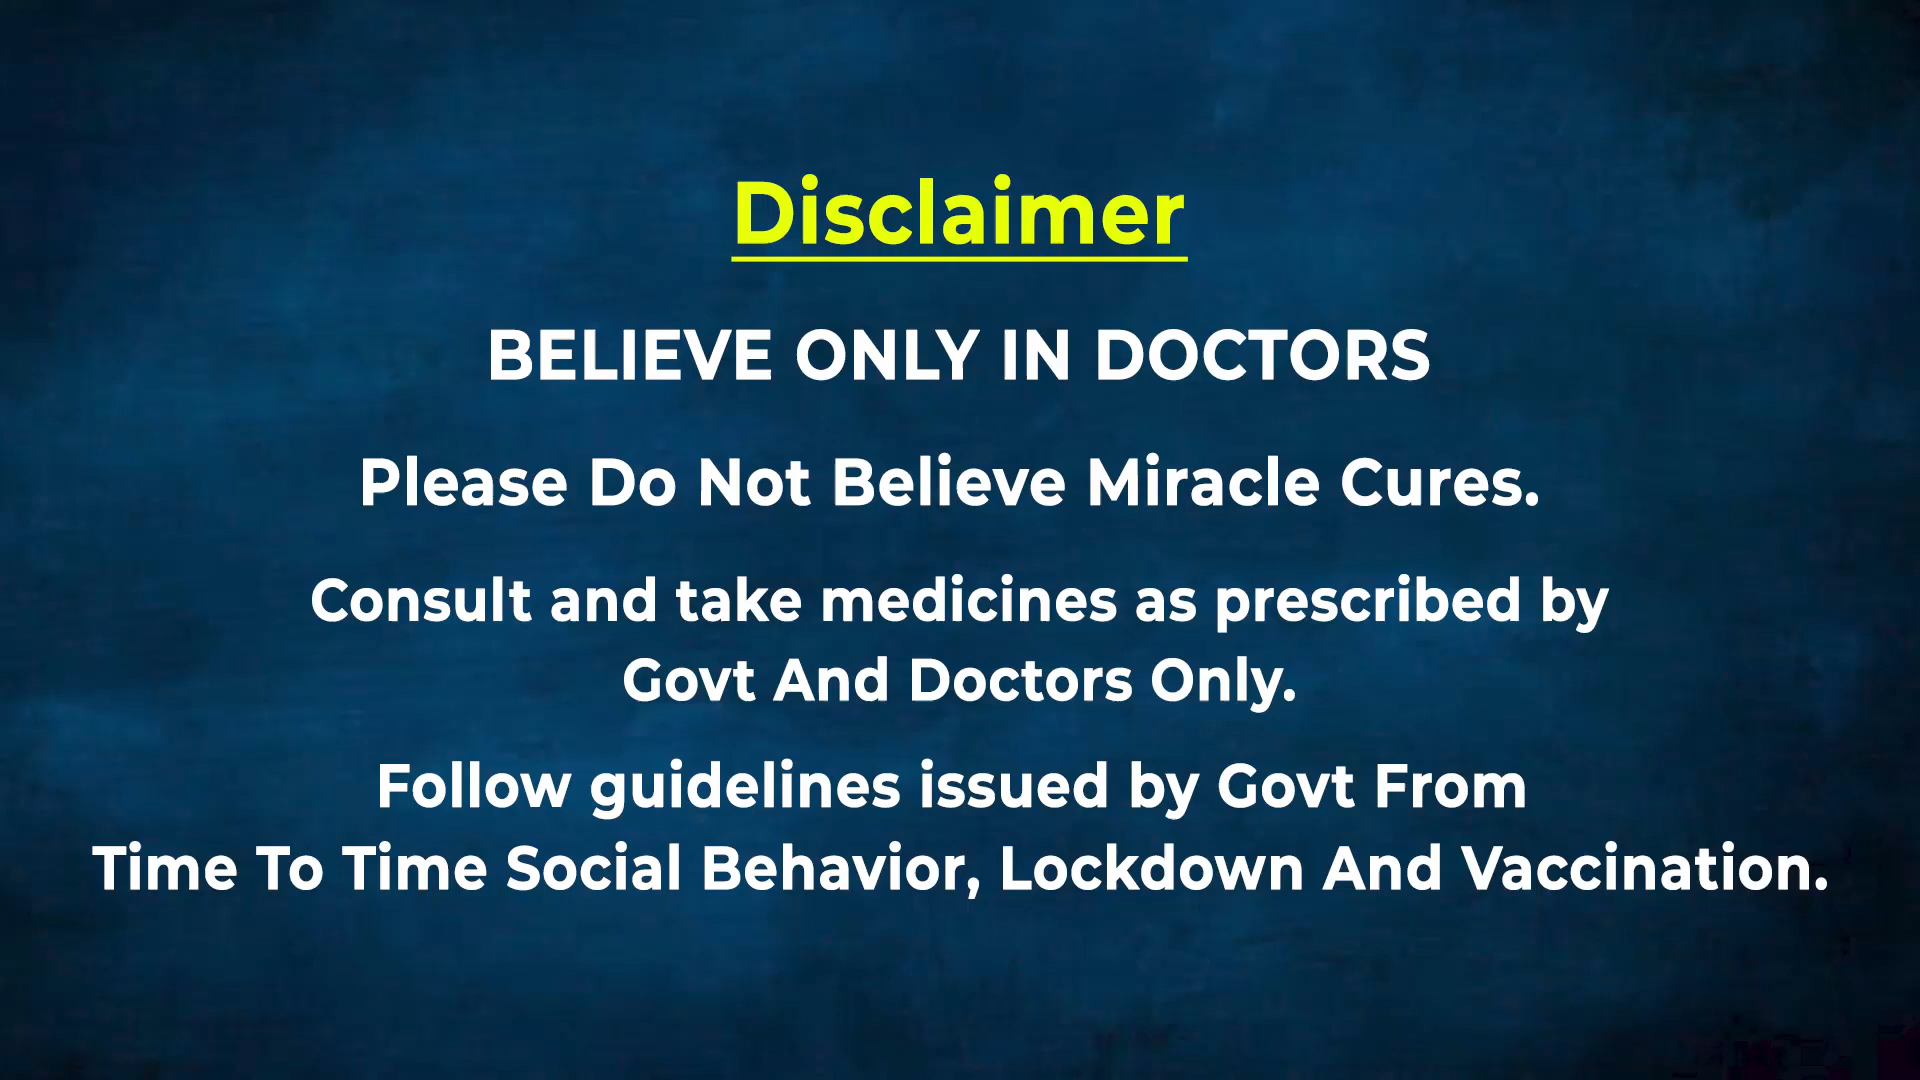 Disclaimer
BELIEVE ONLY IN DOCTORS
Please Do Not Believe Miracle Cures.
Consult and take medicines as prescribed by
Govt And Doctors Only.
Follow guidelines issued by Govt From
Time To Time Social Behavior, Lockdown And Vaccination.